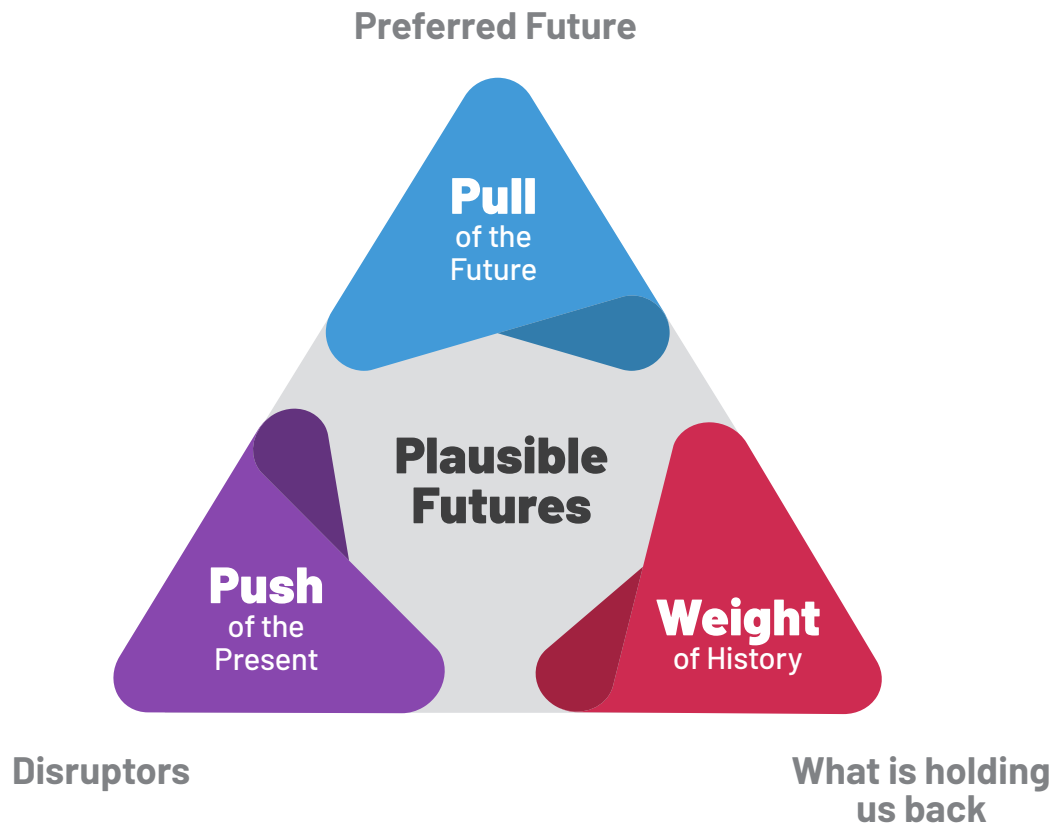 Preferred Future
Pull
of the
Future
Plausible
Futures
Push
of the
Present
Weight
of History
Disruptors
What is holding
us back